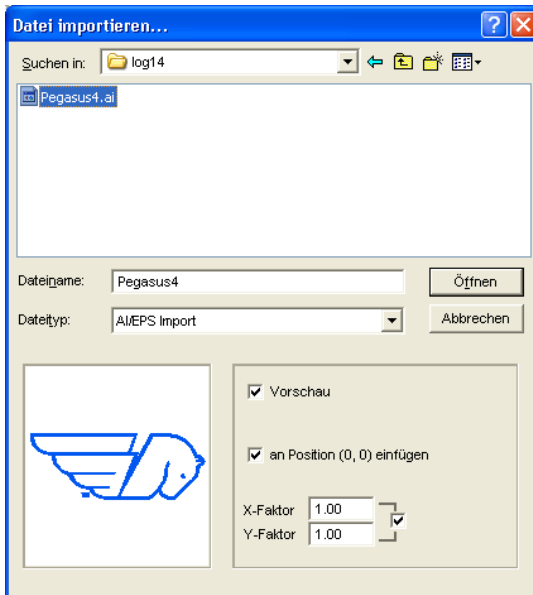 Datei importieren...
Suchen in: log14
Pegasus4.ai
Dateiname: Pegasus4 Öffnen
Dateityp: AI/EPS Import Abbrechen
Vorschau
an Position (0, 0) einfügen
X-Faktor 1.00
Y-Faktor 1.00